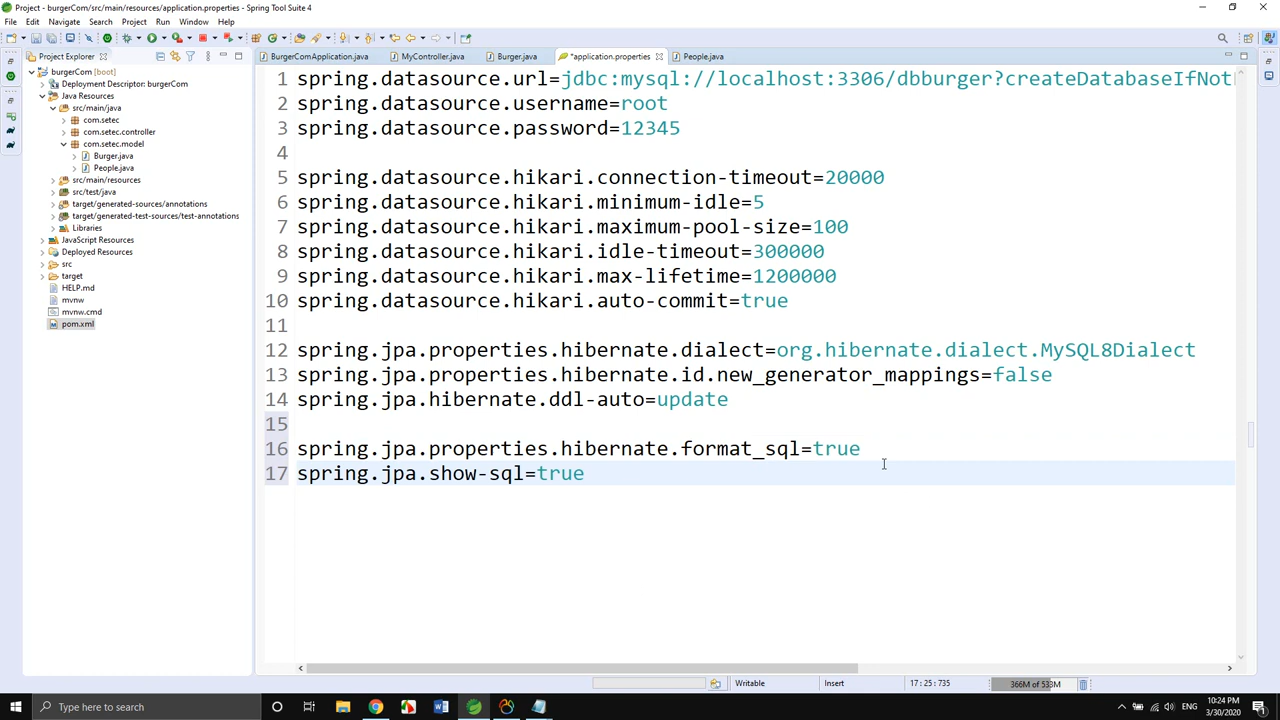 Project - burgerCom/src/main/resources/application.properties - Spring Tool Suite 4
File Edit Navigate Search Project Run Window Help
Project Explorer
BurgerComApplication.java MyController.java Burger.java *application.properties People.java
burgerCom [boot]
Deployment Descriptor: burgerCom
Java Resources
src/main/java
com.setec
com.setec.controller
com.setec.model
Burger.java
People.java
src/main/resources
src/test/java
target/generated-sources/annotations
target/generated-test-sources/test-annotations
Libraries
JavaScript Resources
Deployed Resources
src
target
HELP.md
mvnw
mvnw.cmd
pom.xml
1 spring.datasource.url=jdbc:mysql://localhost:3306/dbburger?createDatabaseIfNot
2 spring.datasource.username=root
3 spring.datasource.password=12345
4
5 spring.datasource.hikari.connection-timeout=20000
6 spring.datasource.hikari.minimum-idle=5
7 spring.datasource.hikari.maximum-pool-size=100
8 spring.datasource.hikari.idle-timeout=300000
9 spring.datasource.hikari.max-lifetime=1200000
10 spring.datasource.hikari.auto-commit=true
11
12 spring.jpa.properties.hibernate.dialect=org.hibernate.dialect.MySQL8Dialect
13 spring.jpa.properties.hibernate.id.new_generator_mappings=false
14 spring.jpa.hibernate.ddl-auto=update
15
16 spring.jpa.properties.hibernate.format_sql=true
17 spring.jpa.show-sql=true
Writable Insert 17 : 25 : 735 366M of 533M
Type here to search
ENG
10:24 PM
3/30/2020